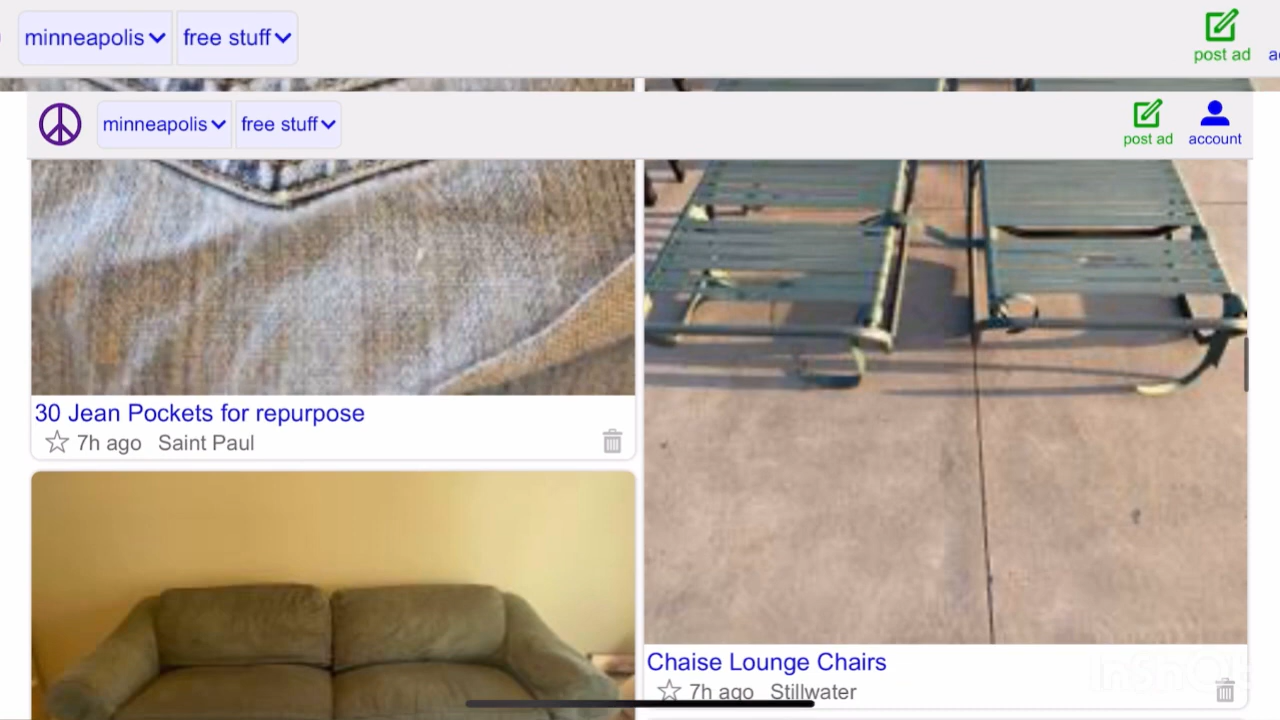 minneapolis free stuff post ad
minneapolis free stuff post ad account
30 Jean Pockets for repurpose
7h ago Saint Paul
Chaise Lounge Chairs
7h ago Stillwater